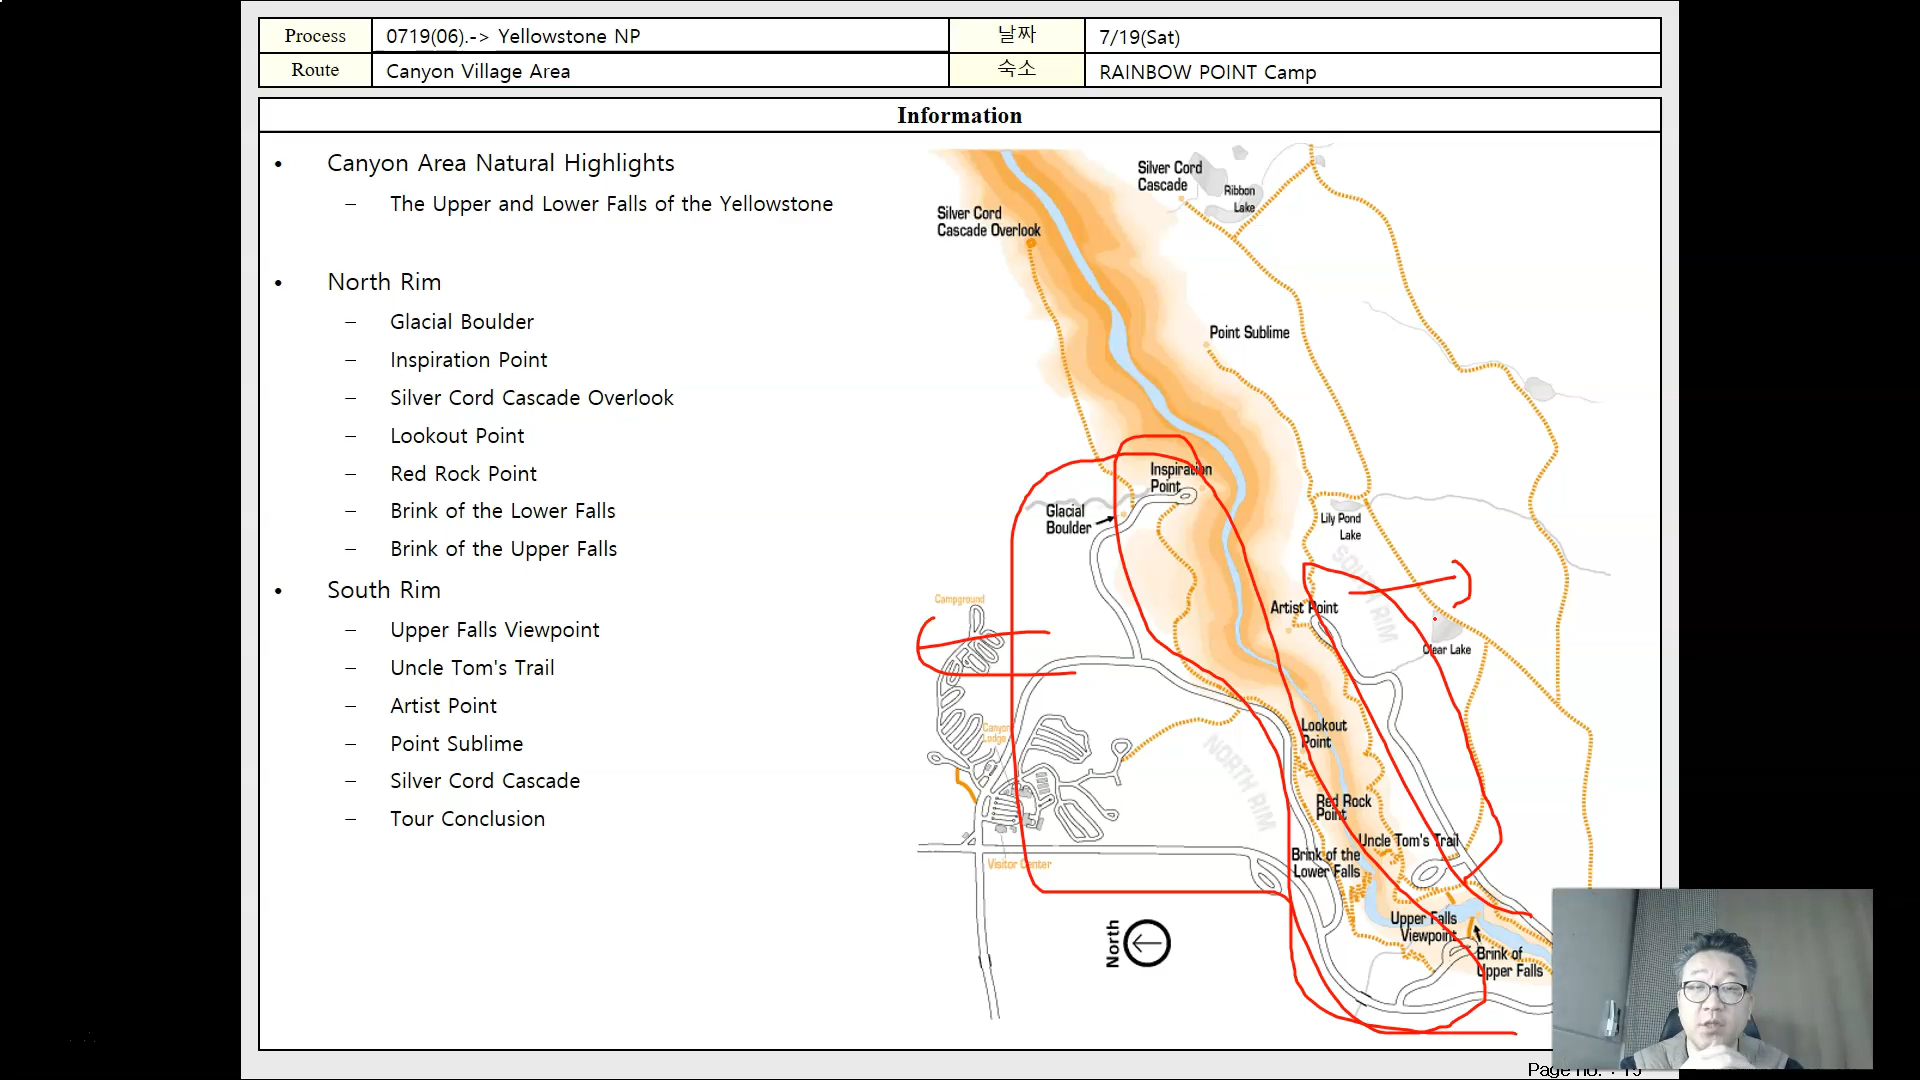 Process
0719(06).-> Yellowstone NP
날짜
7/19(Sat)
Route
Canyon Village Area
숙소
RAINBOW POINT Camp
Information
• Canyon Area Natural Highlights
– The Upper and Lower Falls of the Yellowstone
• North Rim
– Glacial Boulder
– Inspiration Point
– Silver Cord Cascade Overlook
– Lookout Point
– Red Rock Point
– Brink of the Lower Falls
– Brink of the Upper Falls
• South Rim
– Upper Falls Viewpoint
– Uncle Tom's Trail
– Artist Point
– Point Sublime
– Silver Cord Cascade
– Tour Conclusion
Silver Cord
Cascade
Ribbon
Lake
Silver Cord
Cascade Overlook
Point Sublime
Inspiration
Point
Glacial
Boulder
Lily Pond
Lake
SOUTH RIM
Campground
Artist Point
Clear Lake
Canyon
Lodge
Lookout
Point
NORTH RIM
Red Rock
Point
Uncle Tom's Trail
Brink of the
Lower Falls
Visitor Center
Upper Falls
Viewpoint
Brink of
Upper Falls
North
Page no. :